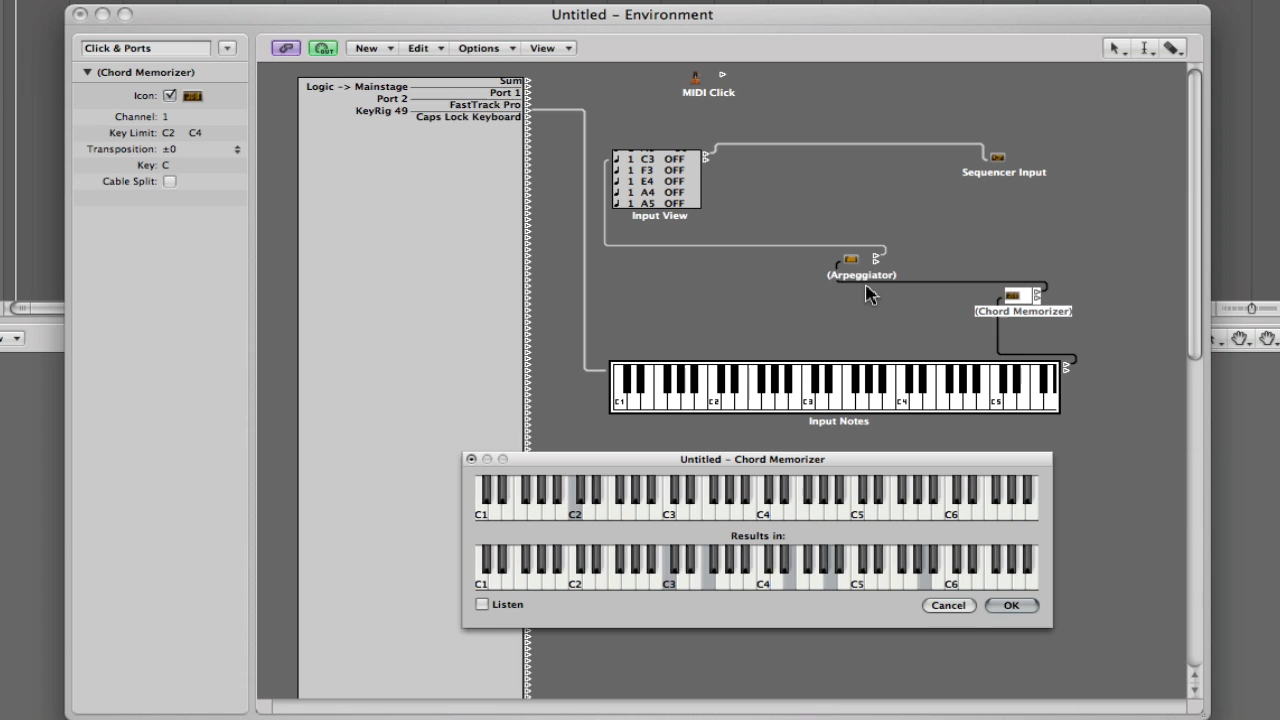 Untitled – Environment
Click & Ports
New
Edit
Options
View
(Chord Memorizer)
Icon:
Channel: 1
Key Limit: C2 C4
Transposition: ±0
Key: C
Cable Split:
Sum
Logic -> Mainstage
Port 1
Port 2
FastTrack Pro
KeyRig 49
Caps Lock Keyboard
MIDI Click
1 C3 OFF
1 F3 OFF
1 E4 OFF
1 A4 OFF
1 A5 OFF
Input View
Sequencer Input
(Arpeggiator)
(Chord Memorizer)
C1 C2 C3 C4 C5
Input Notes
Untitled – Chord Memorizer
C1 C2 C3 C4 C5 C6
Results in:
C1 C2 C3 C4 C5 C6
Listen
Cancel
OK